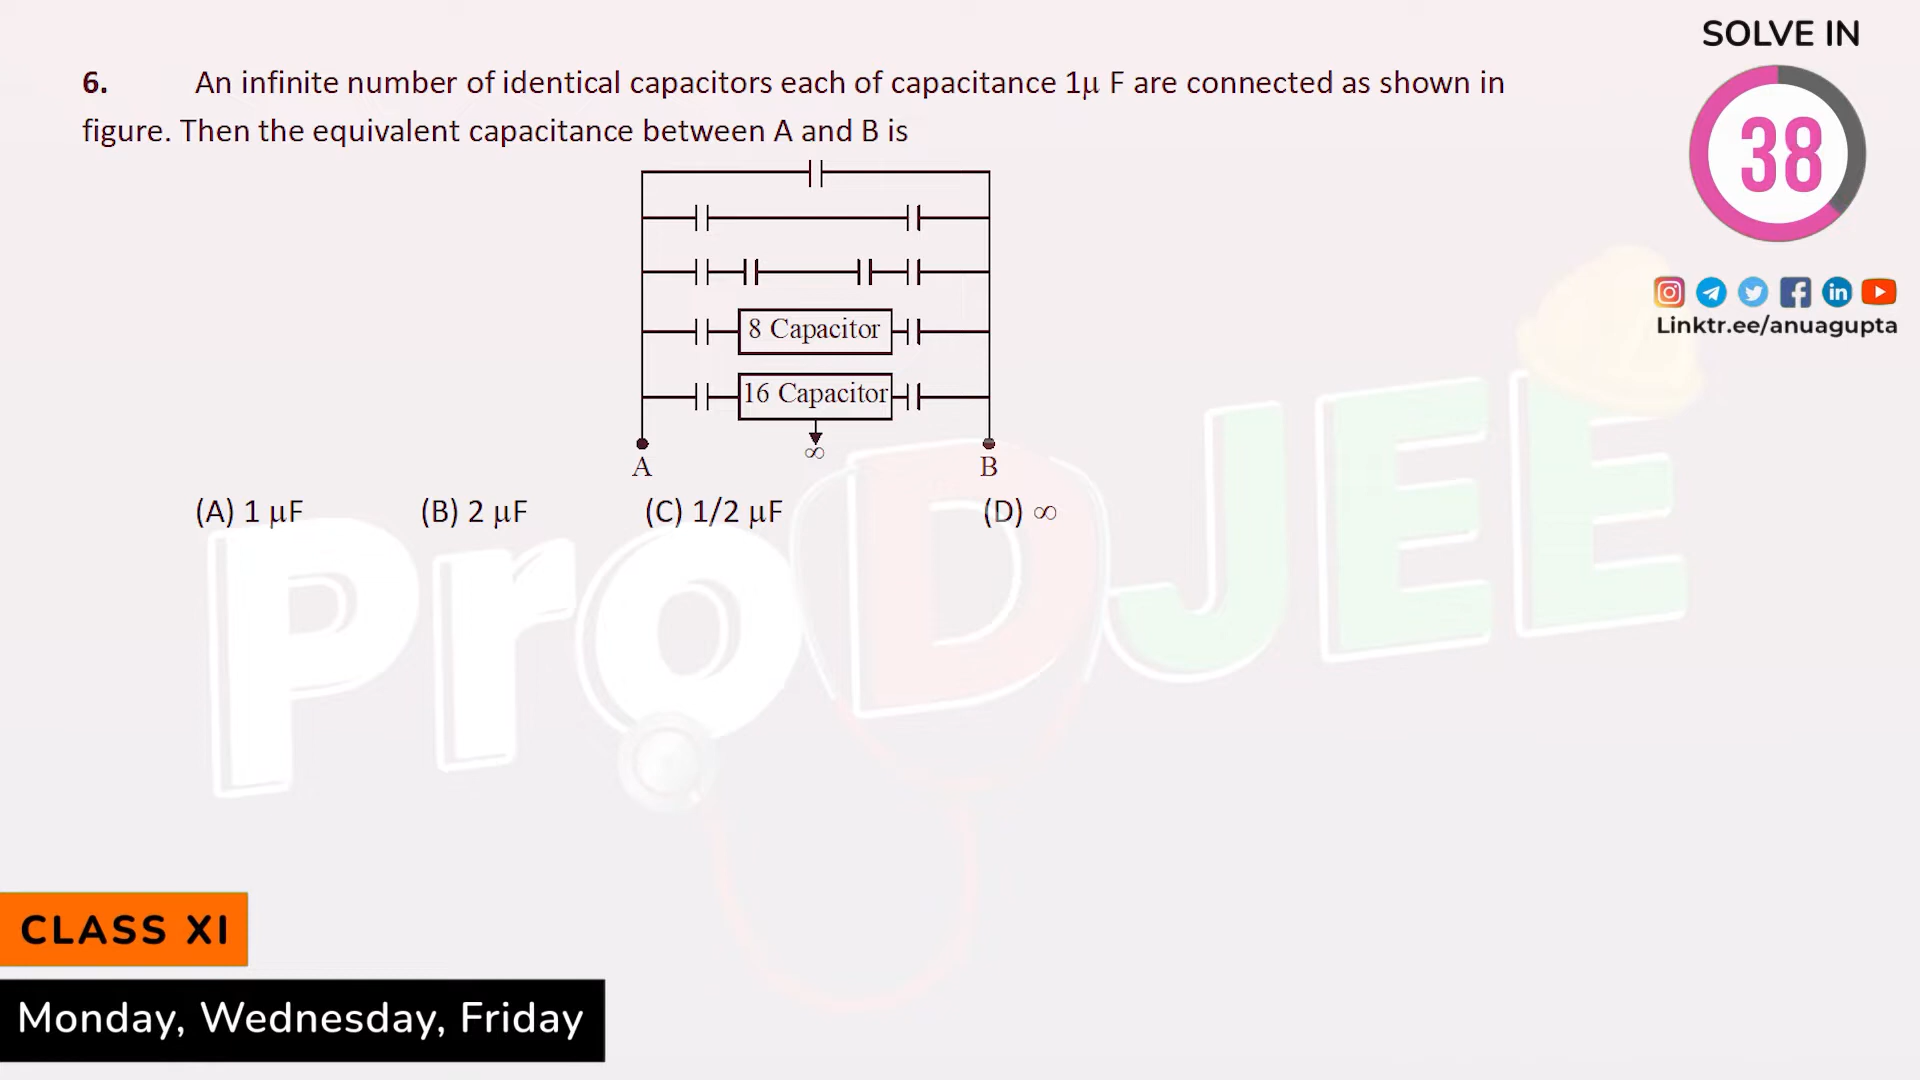 SOLVE IN
38
6. An infinite number of identical capacitors each of capacitance 1μ F are connected as shown in
figure. Then the equivalent capacitance between A and B is
8 Capacitor
16 Capacitor
∞
A B
(A) 1 μF (B) 2 μF (C) 1/2 μF (D) ∞
Linktr.ee/anuagupta
ProDJEE
CLASS XI
Monday, Wednesday, Friday